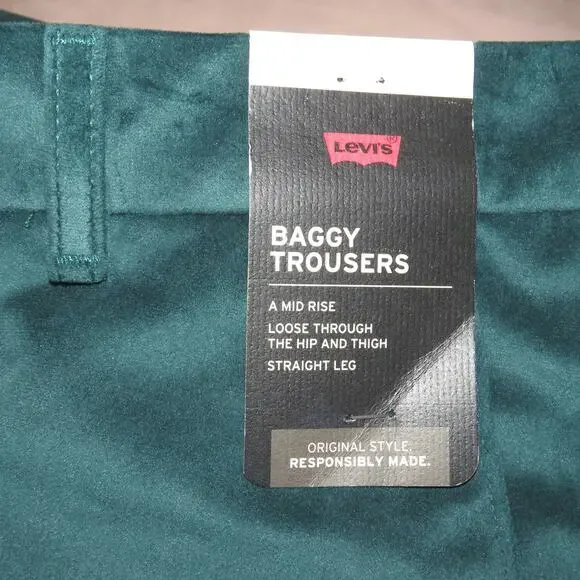 Levi's®
BAGGY
TROUSERS
A MID RISE
LOOSE THROUGH
THE HIP AND THIGH
STRAIGHT LEG
ORIGINAL STYLE.
RESPONSIBLY MADE.